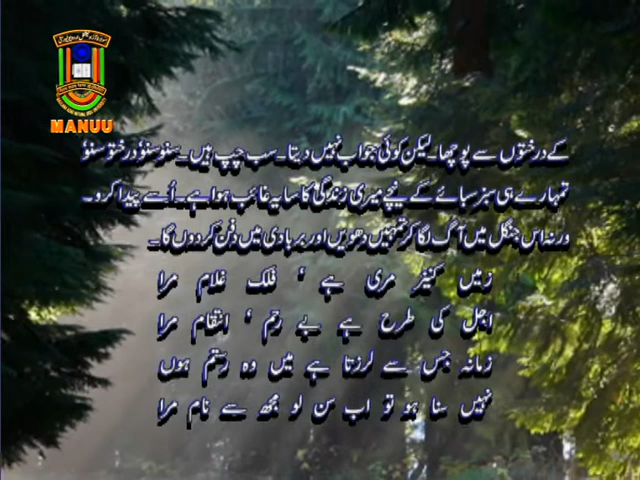 MANUU
کے درختوں سے پوچھا۔ لیکن کوئی جواب نہیں دیتا۔ سب چپ ہیں۔ سنو سنو درختو سنو
تمہارے ہی سبز سائے کے نیچے میری زندگی کا سایہ غائب ہوا ہے۔ اُسے پیدا کرو۔
ورنہ اس جنگل میں آگ لگا کر تمہیں دھویں اور بربادی میں دفن کر دوں گا۔
زمیں کنیز مری ہے ' فلک غلام مرا
اجل کی طرح ہے بے رحم ' انتقام مرا
زمانہ جس سے لرزتا ہے میں وہ رستم ہوں
نہیں سنا ہو تو اب سن لو مجھ سے نام مرا